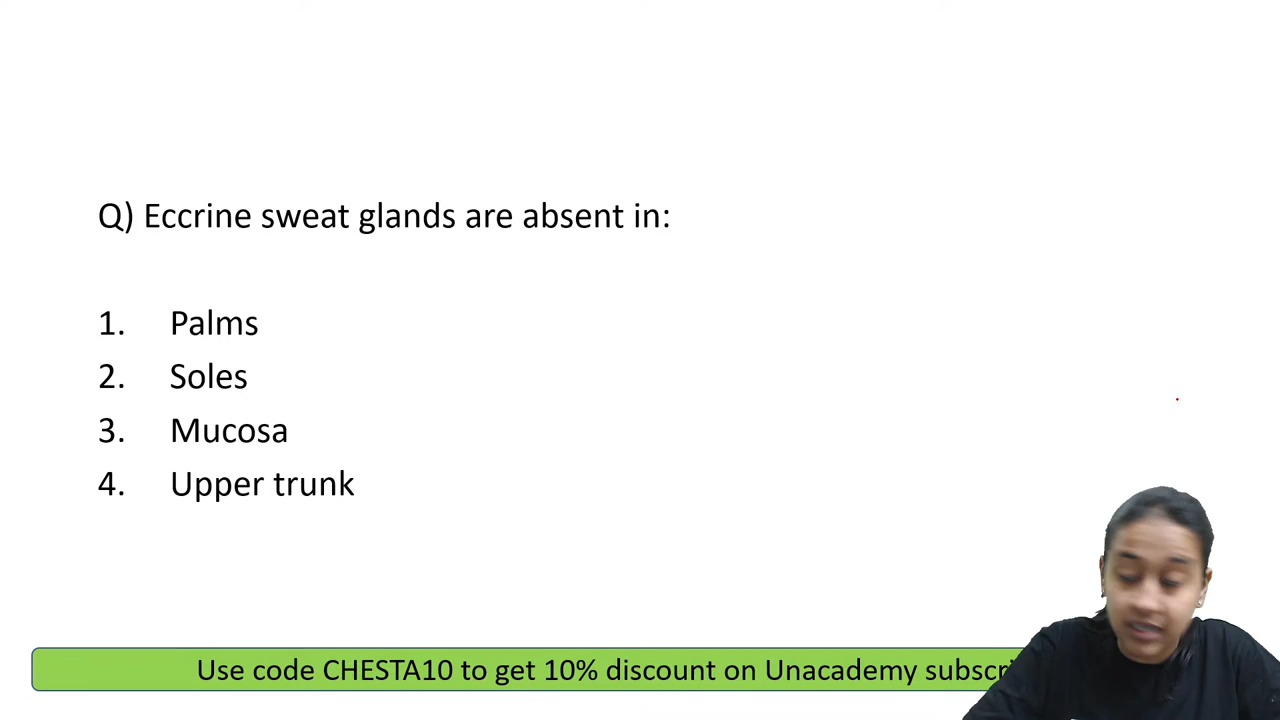 Q) Eccrine sweat glands are absent in:
1. Palms
2. Soles
3. Mucosa
4. Upper trunk
Use code CHESTA10 to get 10% discount on Unacademy